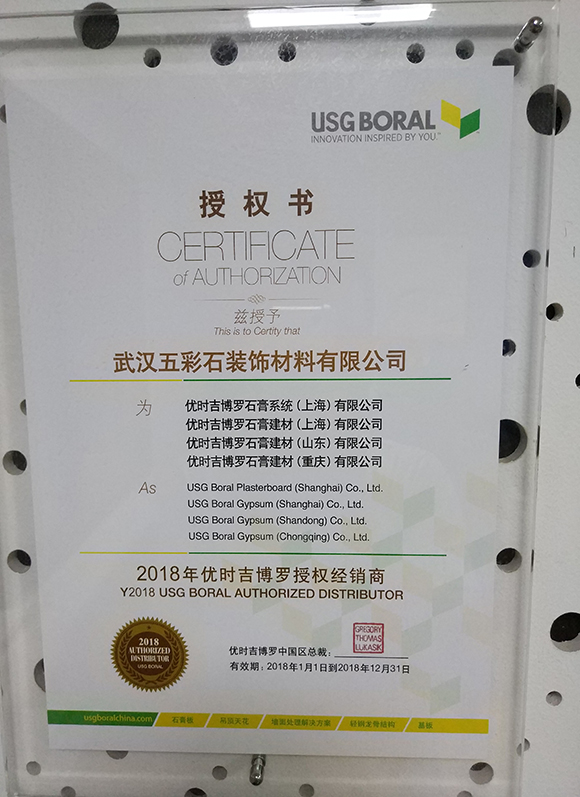 USG BORAL
INNOVATION INSPIRED BY YOU.™
授权书
CERTIFICATE
of AUTHORIZATION
兹授予
This is to Certity that
武汉五彩石装饰材料有限公司
为
优时吉博罗石膏系统(上海)有限公司
优时吉博罗石膏建材(上海)有限公司
优时吉博罗石膏建材(山东)有限公司
优时吉博罗石膏建材(重庆)有限公司
As
USG Boral Plasterboard (Shanghai) Co., Ltd.
USG Boral Gypsum (Shanghai) Co., Ltd.
USG Boral Gypsum (Shandong) Co., Ltd.
USG Boral Gypsum (Chongqing) Co., Ltd.
2018年优时吉博罗授权经销商
Y2018 USG BORAL AUTHORIZED DISTRIBUTOR
2018
AUTHORIZED
DISTRIBUTOR
USG BORAL
优时吉博罗中国区总裁:
GREGORY
THOMAS
LUKASIK
有效期: 2018年1月1日到2018年12月31日
usgboralchina.com
石膏板
吊顶天花
墙面处理解决方案
轻钢龙骨结构
基板